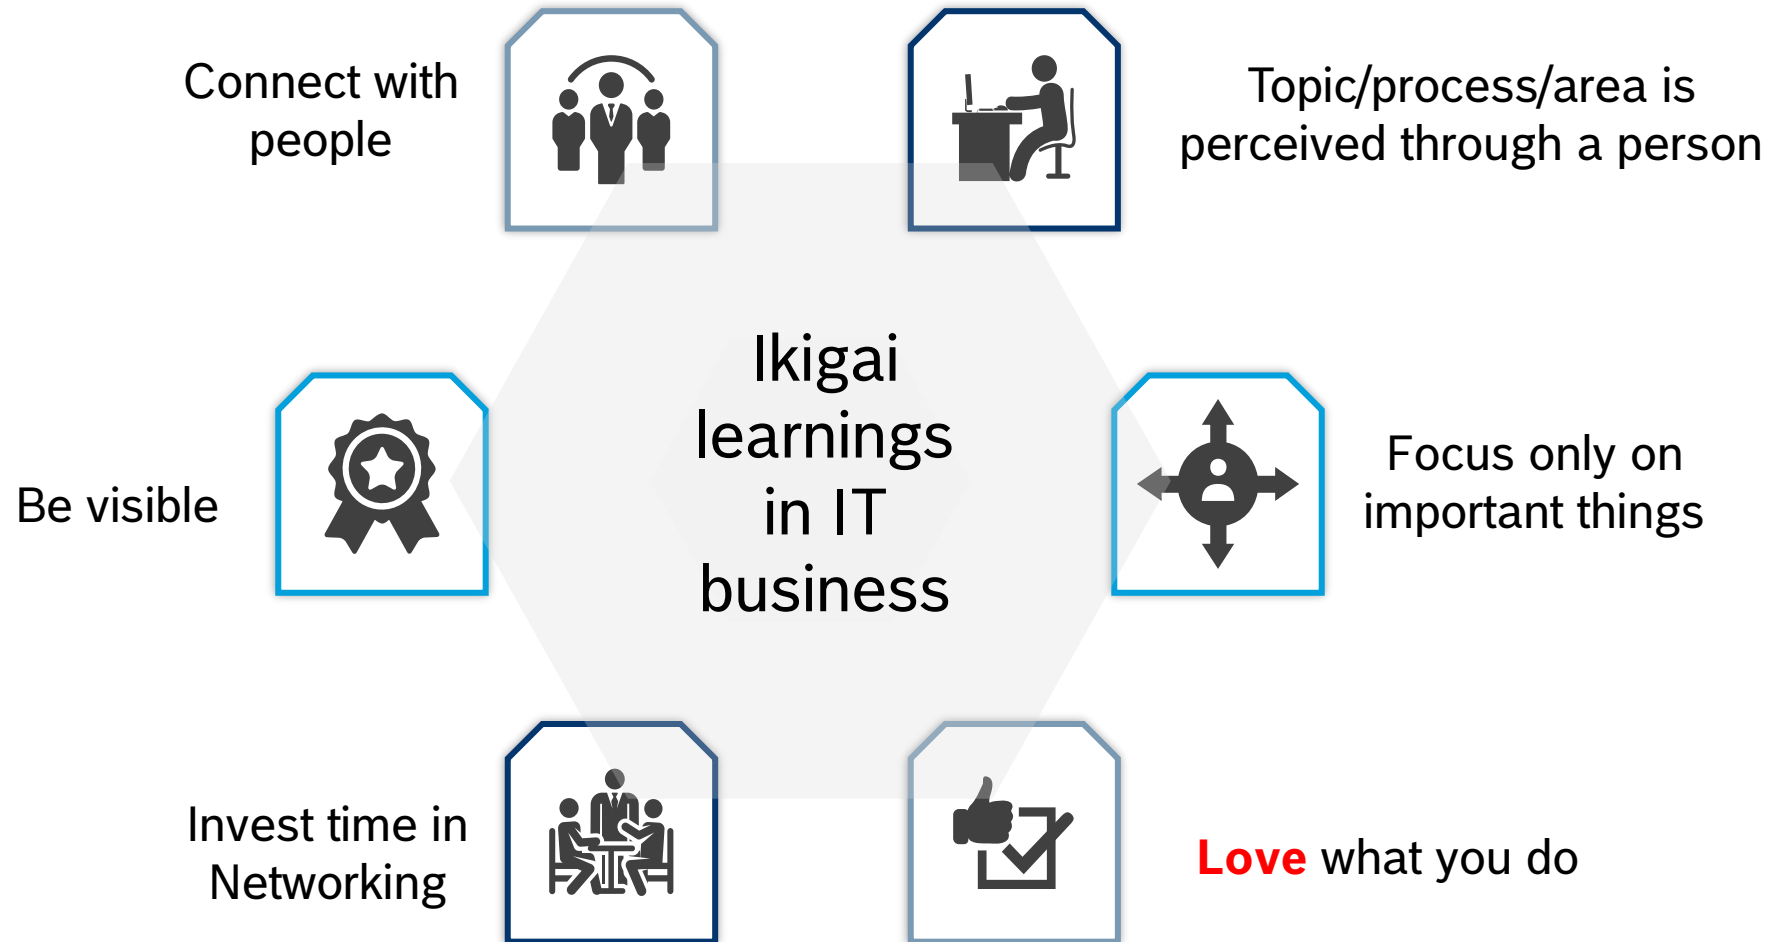 Connect with
people
Topic/process/area is
perceived through a person
Ikigai
learnings
in IT
business
Be visible
Focus only on
important things
Invest time in
Networking
Love what you do